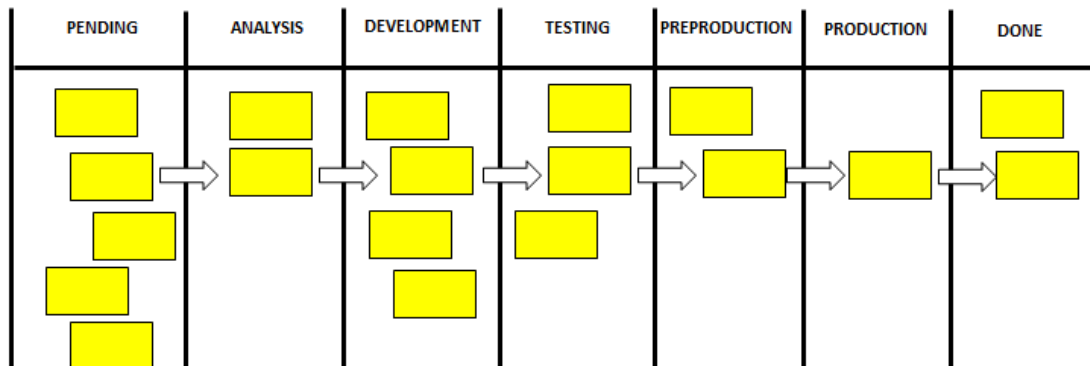 PENDING
ANALYSIS
DEVELOPMENT
TESTING
PREPRODUCTION
PRODUCTION
DONE